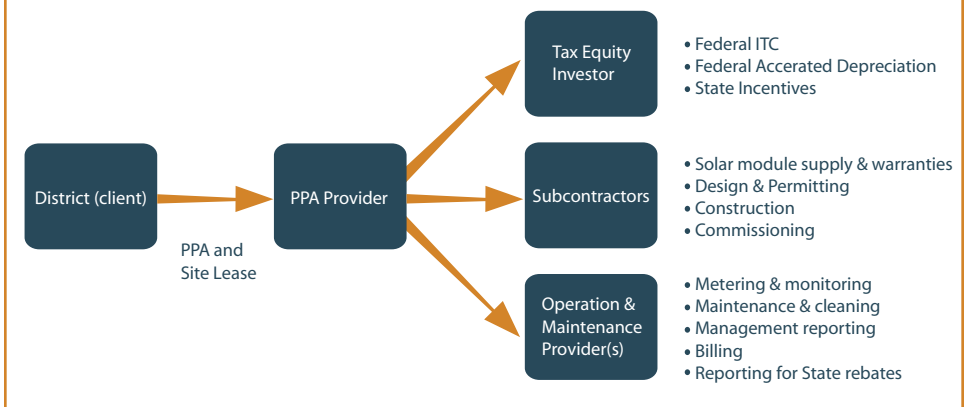 District (client)
PPA and
Site Lease
PPA Provider
Tax Equity
Investor
• Federal ITC
• Federal Accerated Depreciation
• State Incentives
Subcontractors
• Solar module supply & warranties
• Design & Permitting
• Construction
• Commissioning
Operation &
Maintenance
Provider(s)
• Metering & monitoring
• Maintenance & cleaning
• Management reporting
• Billing
• Reporting for State rebates